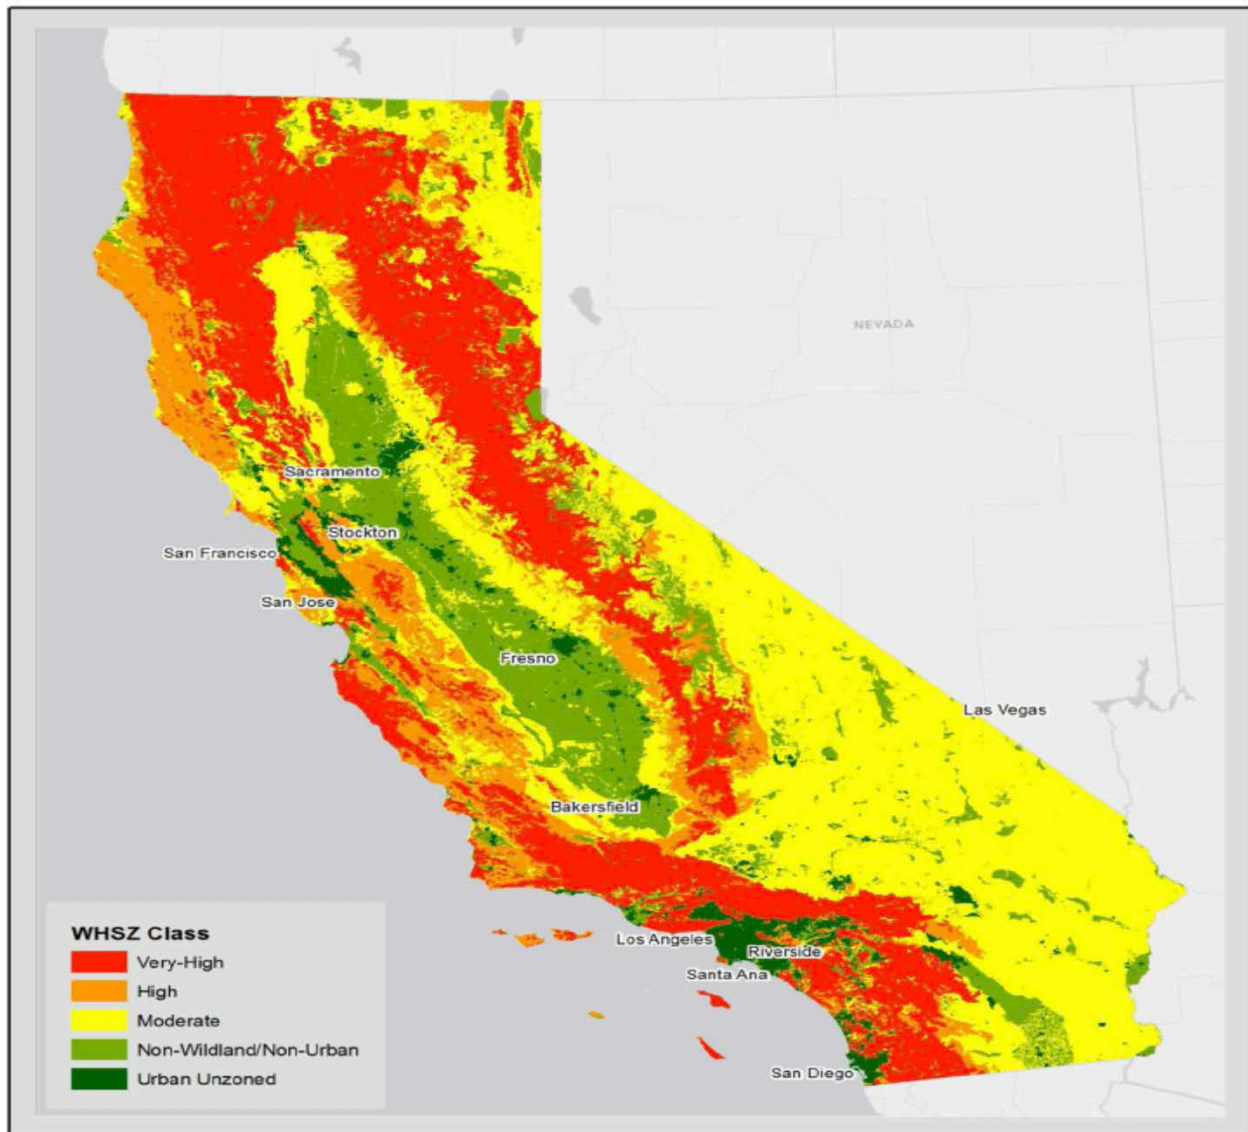 NEVADA
Sacramento
Stockton
San Francisco
San Jose
Fresno
Las Vegas
Bakersfield
Los Angeles
Riverside
Santa Ana
San Diego
WHSZ Class
Very-High
High
Moderate
Non-Wildland/Non-Urban
Urban Unzoned